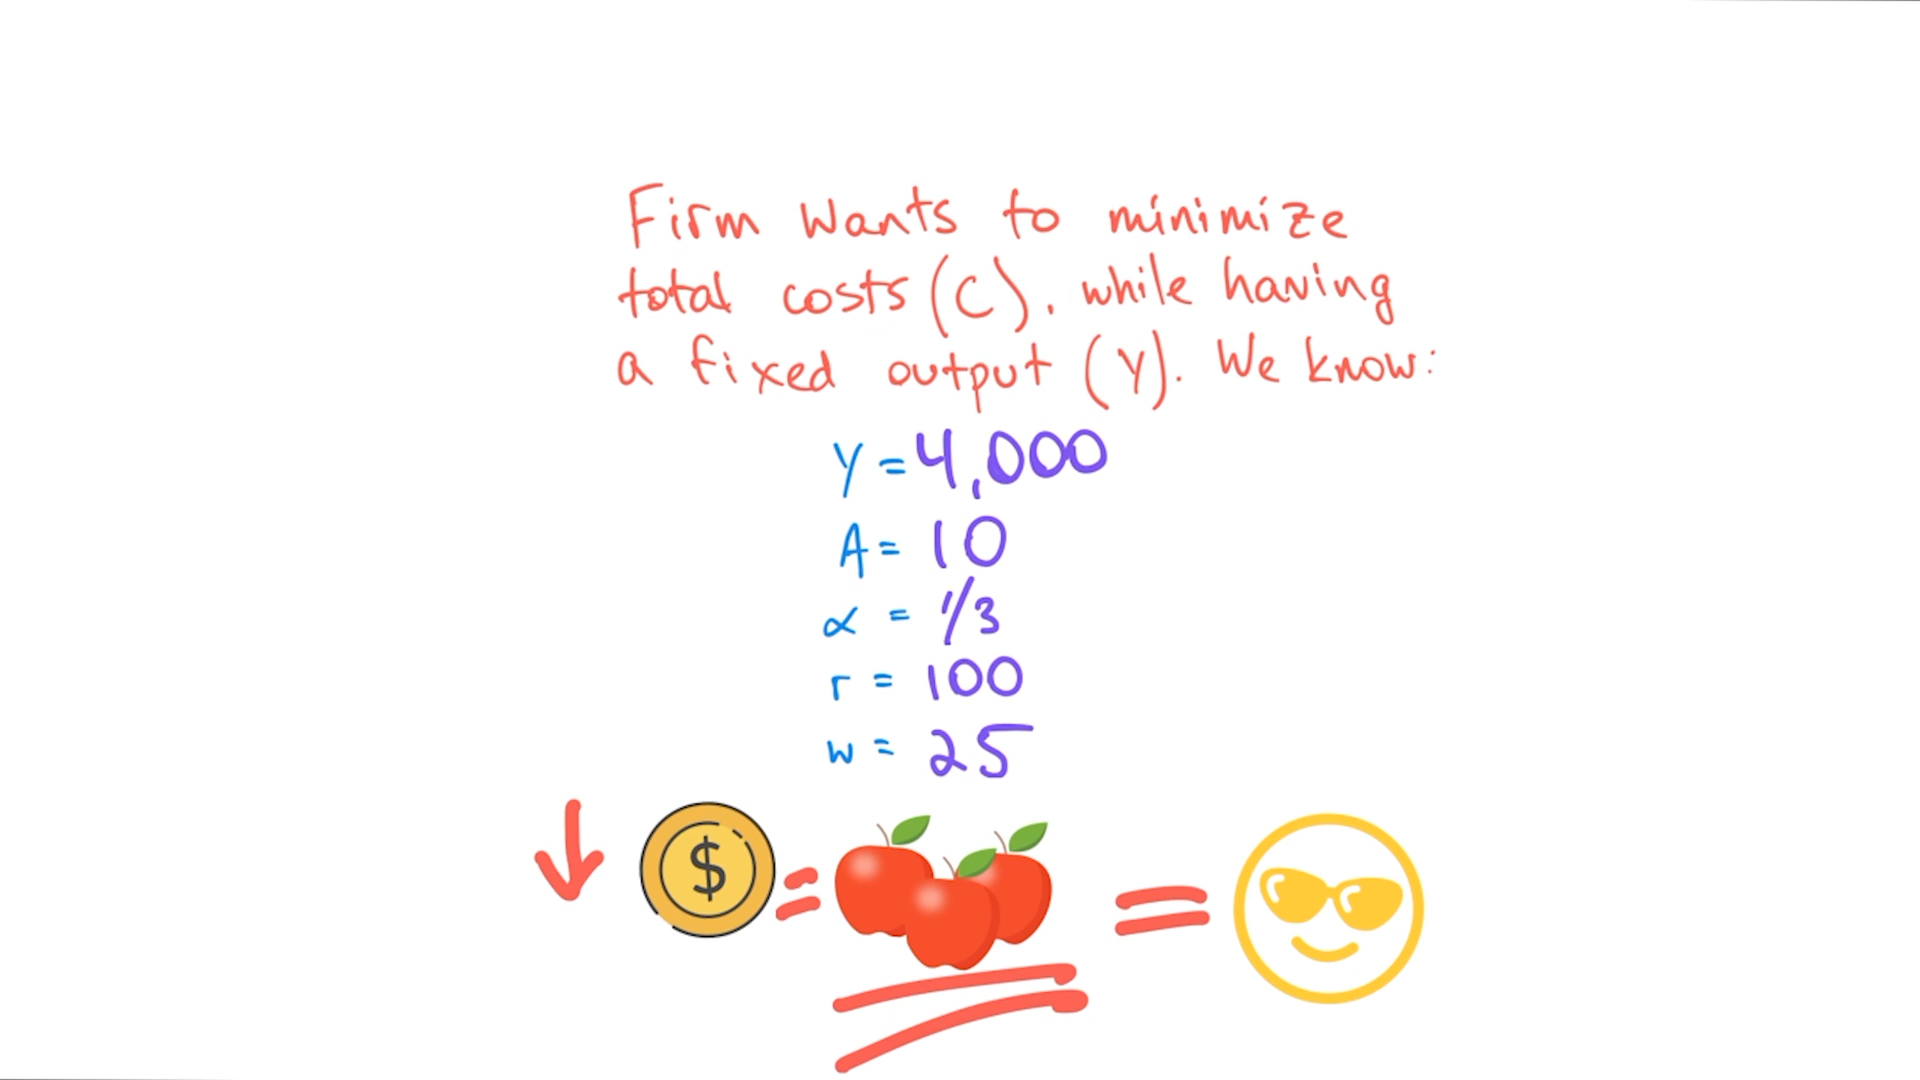 Firm wants to minimize
total costs (C), while having
a fixed output (Y). We know:
Y = 4,000
A = 10
α = 1/3
r = 100
w = 25
$